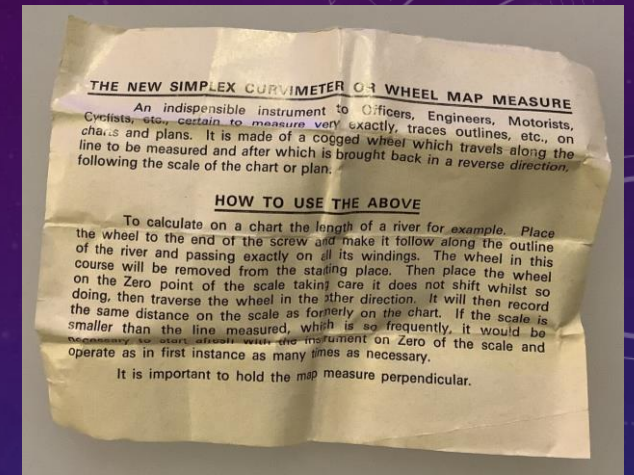 THE NEW SIMPLEX CURVIMETER OR WHEEL MAP MEASURE
An indispensible instrument to Officers, Engineers, Motorists,
Cyclists, etc., certain to measure very exactly, traces outlines, etc., on
charts and plans. It is made of a cogged wheel which travels along the
line to be measured and after which is brought back in a reverse direction,
following the scale of the chart or plan.
HOW TO USE THE ABOVE
To calculate on a chart the length of a river for example. Place
the wheel to the end of the screw and make it follow along the outline
of the river and passing exactly on all its windings. The wheel in this
course will be removed from the starting place. Then place the wheel
on the Zero point of the scale taking care it does not shift whilst so
doing, then traverse the wheel in the other direction. It will then record
the same distance on the scale as formerly on the chart. If the scale is
smaller than the line measured, which is so frequently, it would be
necessary to start afresh with the instrument on Zero of the scale and
operate as in first instance as many times as necessary.
It is important to hold the map measure perpendicular.